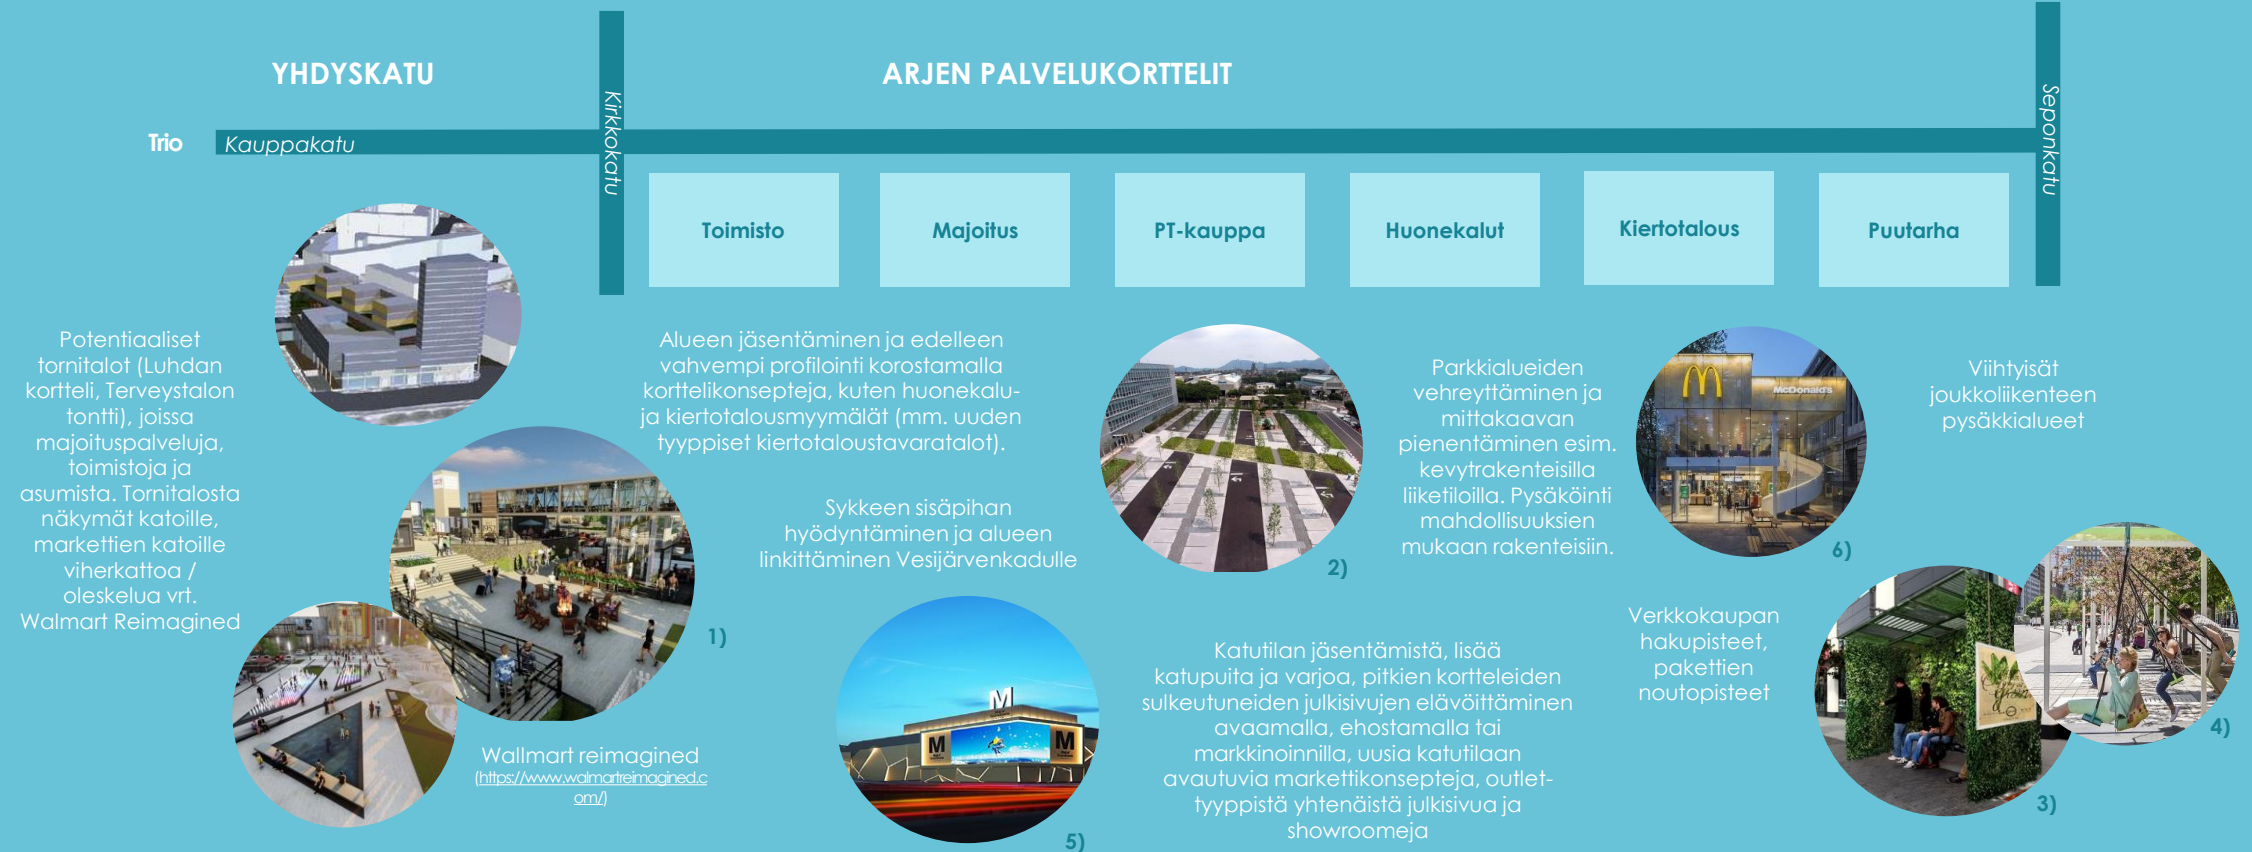 YHDYSKATU
ARJEN PALVELUKORTTELIT
Trio
Kauppakatu
Kirkkokatu
Seponkatu
Toimisto
Majoitus
PT-kauppa
Huonekalut
Kiertotalous
Puutarha
Potentiaaliset
tornitalot (Luhdan
kortteli, Terveystalon
tontti), joissa
majoituspalveluja,
toimistoja ja
asumista. Tornitalosta
näkymät katoille,
markettien katoille
viherkattoa /
oleskelua vrt.
Walmart Reimagined
1)
Wallmart reimagined
(https://www.walmartreimagined.c
om/)
Alueen jäsentäminen ja edelleen
vahvempi profilointi korostamalla
korttelikonsepteja, kuten huonekalu-
ja kiertotalousmyymälät (mm. uuden
tyyppiset kiertotaloustavaratalot).
Sykkeen sisäpihan
hyödyntäminen ja alueen
linkittäminen Vesijärvenkadulle
M
M
M
5)
2)
Parkkialueiden
vehreyttäminen ja
mittakaavan
pienentäminen esim.
kevytrakenteisilla
liiketiloilla. Pysäköinti
mahdollisuuksien
mukaan rakenteisiin.
Katutilan jäsentämistä, lisää
katupuita ja varjoa, pitkien kortteleiden
sulkeutuneiden julkisivujen elävöittäminen
avaamalla, ehostamalla tai
markkinoinnilla, uusia katutilaan
avautuvia markettikonsepteja, outlet-
tyyppistä yhtenäistä julkisivua ja
showroomeja
McDonald's
6)
Viihtyisät
joukkoliikenteen
pysäkkialueet
Verkkokaupan
hakupisteet,
pakettien
noutopisteet
3)
4)